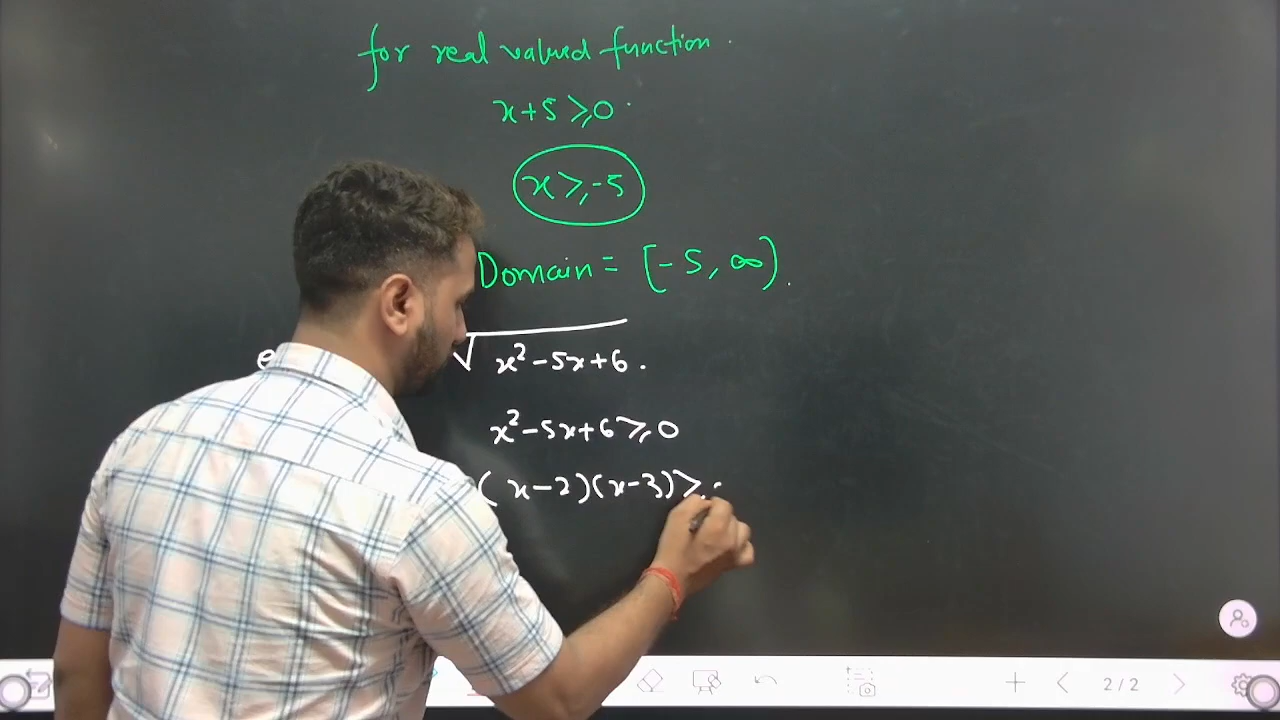 for real valued function.
x+5 ≥ 0.
x ≥ -5
Domain = [-5, ∞).
√(x²-5x+6).
x²-5x+6 ≥ 0
(x-2)(x-3) ≥
2/2